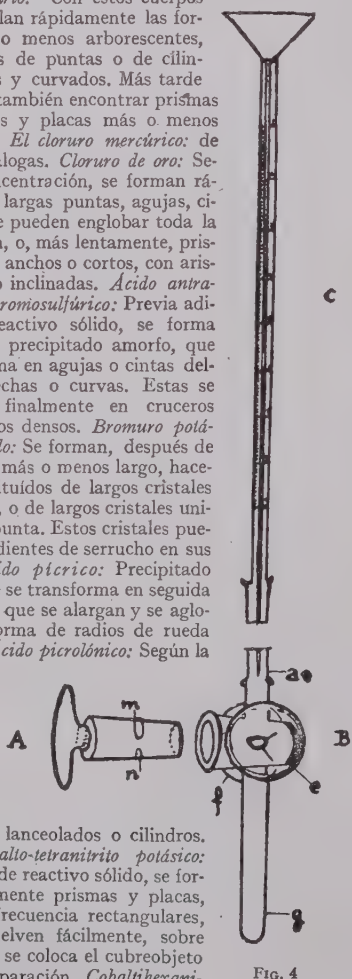 Con estos cuerpos
lan rápidamente las for-
o menos arborescentes,
s de puntas o de cilin-
s y curvados. Más tarde
también encontrar prismas
s y placas más o menos
El cloruro mercúrico: de
álogas. Cloruro de oro: Se-
centración, se forman rá-
largas puntas, agujas, ci-
e pueden englobar toda la
, o, más lentamente, pris-
anchos o cortos, con aris-
o inclinadas. Ácido antra-
romosulfúrico: Previa adi-
eactivo sólido, se forma
precipitado amorfo, que
ma en agujas o cintas del-
echas o curvas. Estas se
finalmente en cruceros
os densos. Bromuro potá-
do: Se forman, después de
más o menos largo, hace-
tituídos de largos cristales
, o de largos cristales uni-
punta. Estos cristales pue-
dientes de serrucho en sus
ido pícrico: Precipitado
se transforma en seguida
que se alargan y se aglo-
orma de radios de rueda
cido picrolónico: Según la
lanceolados o cilindros.
alto-tetranitrito potásico:
de reactivo sólido, se for-
mente prismas y placas,
recuencia rectangulares,
elven fácilmente, sobre
se coloca el cubreobjeto
paración. Cobaltihexani-
C
A
m
n
a
B
e
f
g
Fig. 4